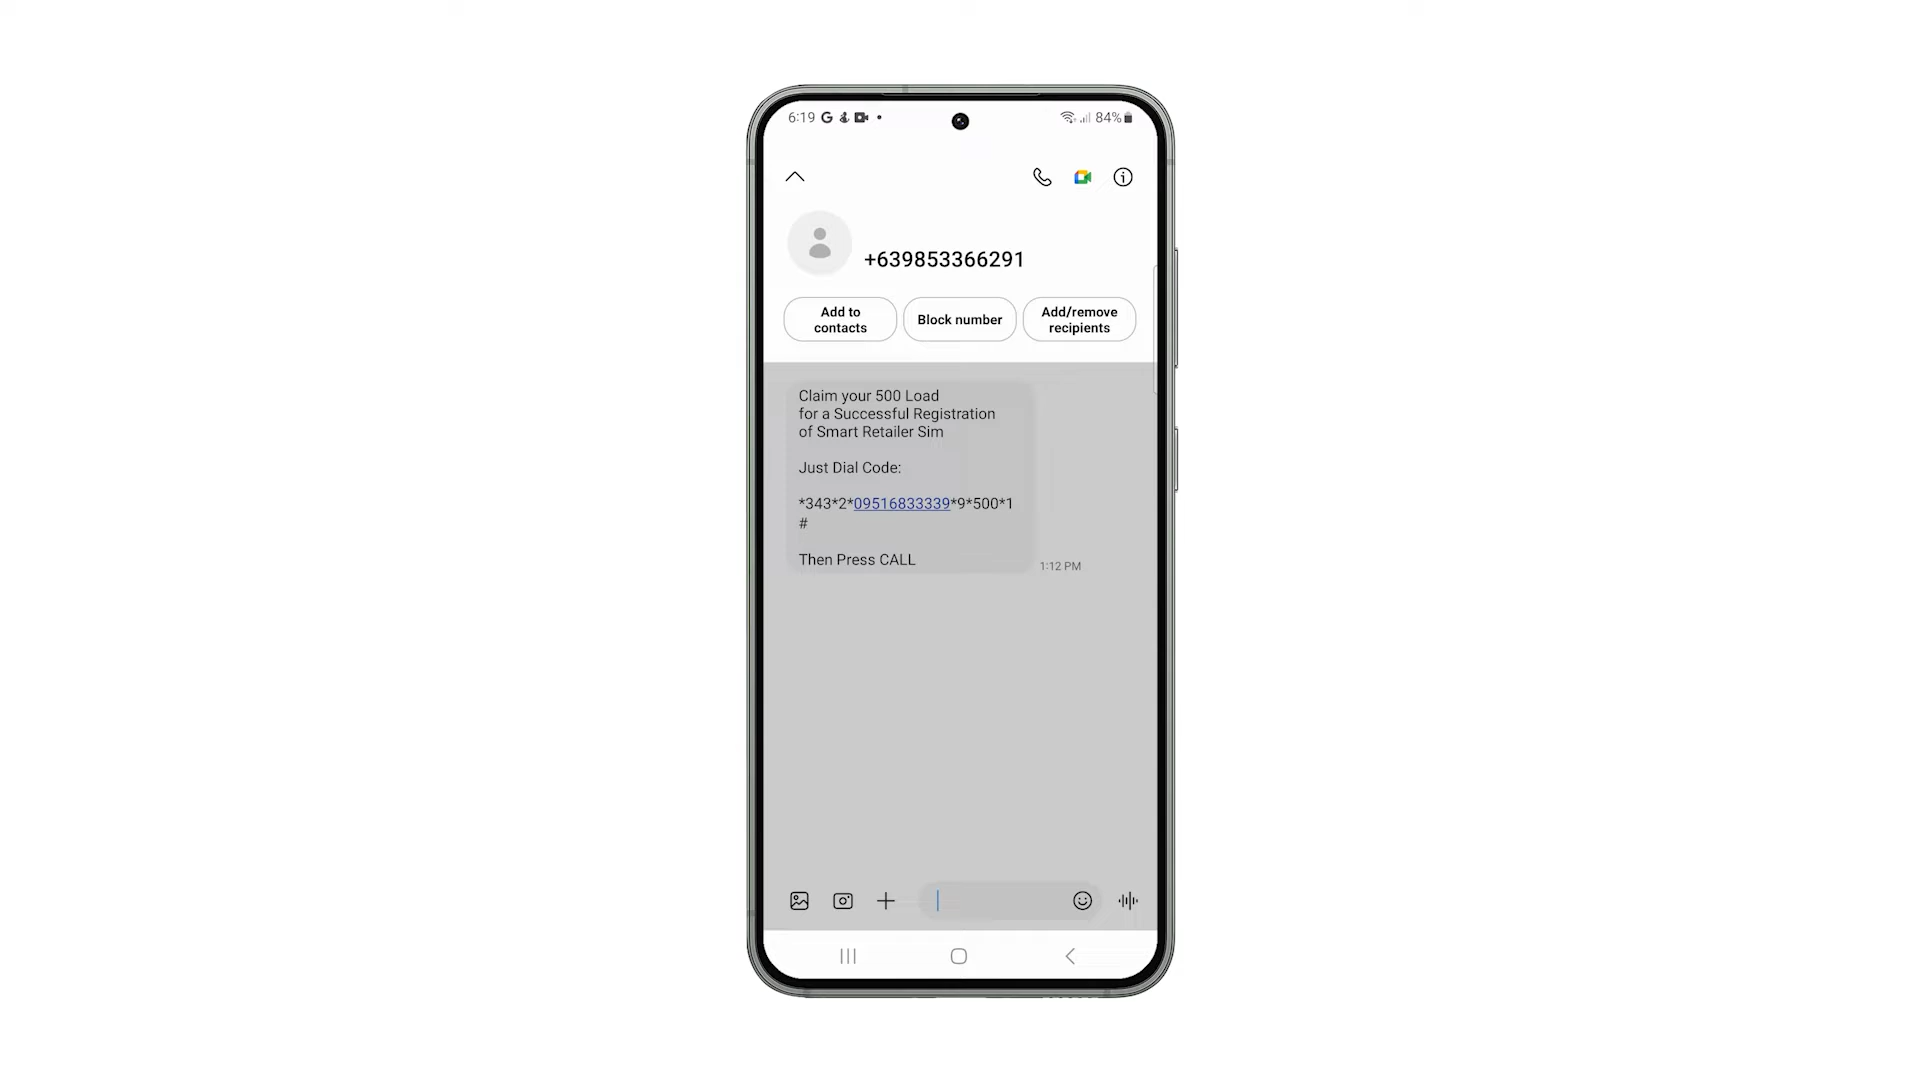 6:19
84%
+639853366291
Add to
contacts
Block number
Add/remove
recipients
Claim your 500 Load
for a Successful Registration
of Smart Retailer Sim
Just Dial Code:
*343*2*09516833339*9*500*1
#
Then Press CALL
1:12 PM